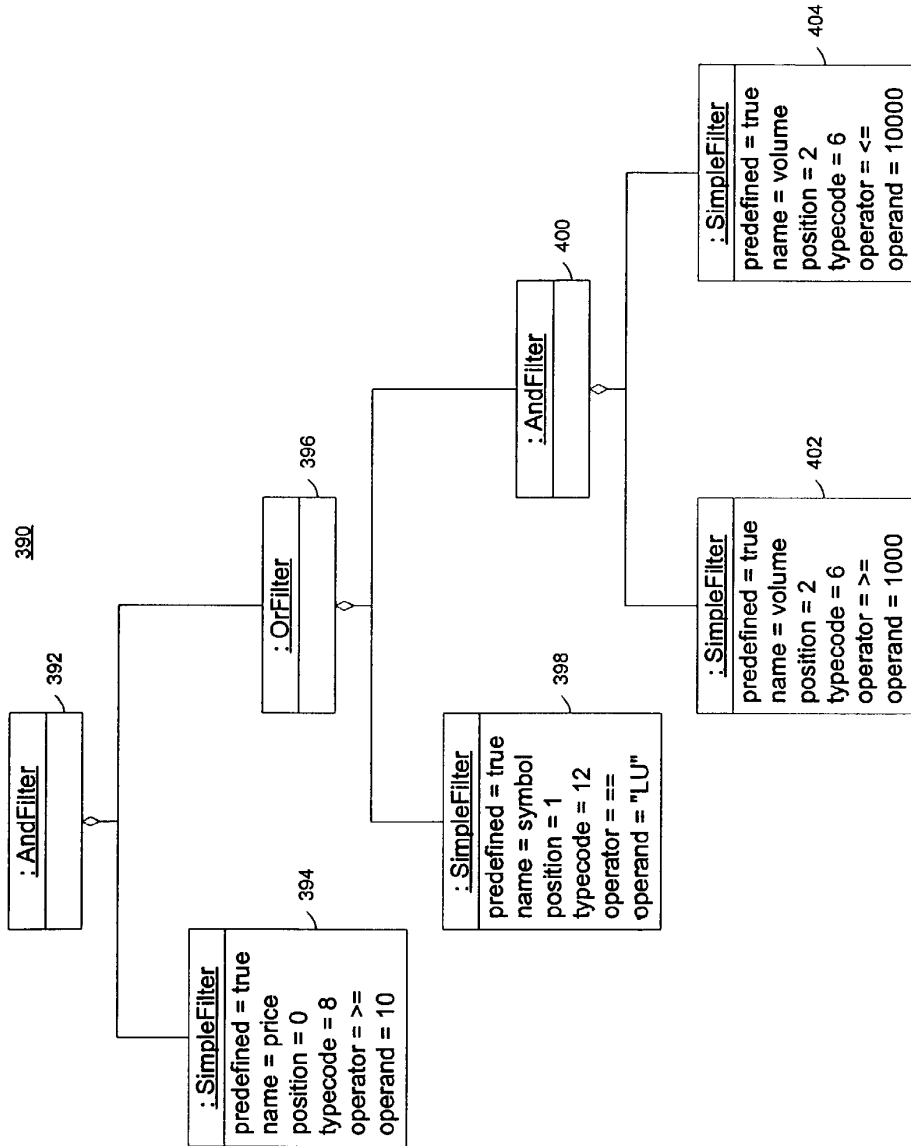 390
: AndFilter
392
: SimpleFilter
394
predefined = true
name = price
position = 0
typecode = 8
operator = >=
operand = 10
: OrFilter
396
: SimpleFilter
398
predefined = true
name = symbol
position = 1
typecode = 12
operator = ==
operand = "LU"
: AndFilter
400
: SimpleFilter
402
predefined = true
name = volume
position = 2
typecode = 6
operator = >=
operand = 1000
: SimpleFilter
404
predefined = true
name = volume
position = 2
typecode = 6
operator = <=
operand = 10000